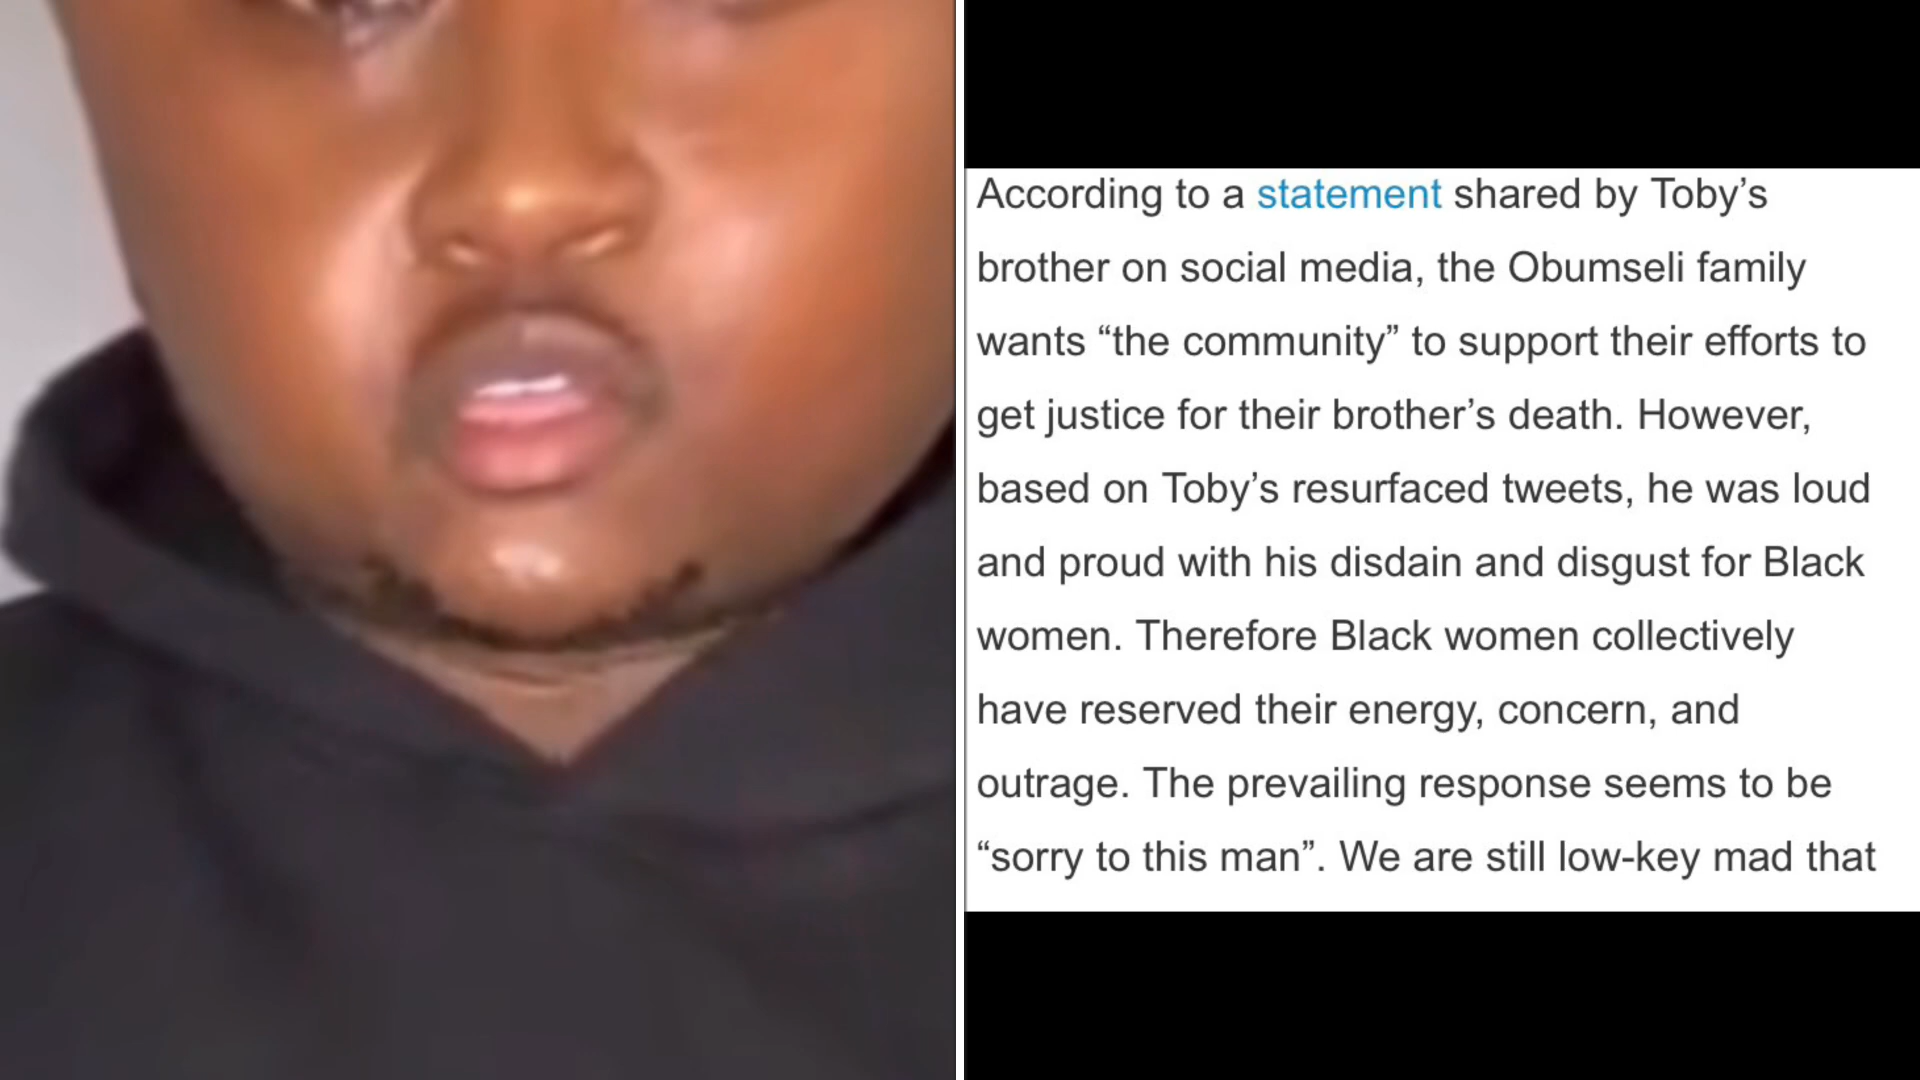 According to a statement shared by Toby’s
brother on social media, the Obumseli family
wants “the community” to support their efforts to
get justice for their brother’s death. However,
based on Toby’s resurfaced tweets, he was loud
and proud with his disdain and disgust for Black
women. Therefore Black women collectively
have reserved their energy, concern, and
outrage. The prevailing response seems to be
“sorry to this man”. We are still low-key mad that